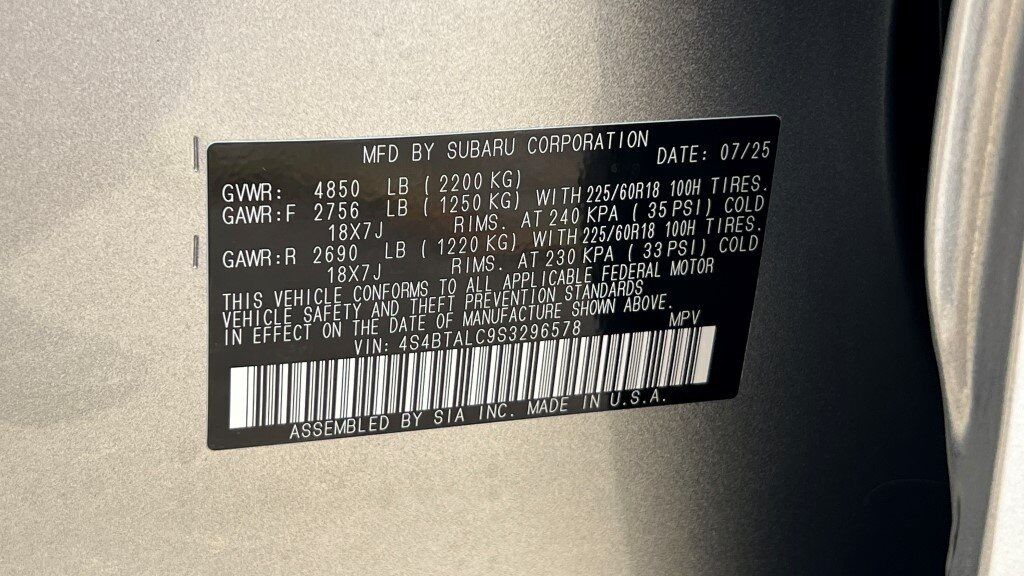 MFD BY SUBARU CORPORATION DATE: 07/25
GVWR: 4850 LB ( 2200 KG)
GAWR:F 2756 LB ( 1250 KG) WITH 225/60R18 100H TIRES.
18X7J RIMS. AT 240 KPA ( 35 PSI) COLD
GAWR:R 2690 LB ( 1220 KG) WITH 225/60R18 100H TIRES.
18X7J RIMS. AT 230 KPA ( 33 PSI) COLD
THIS VEHICLE CONFORMS TO ALL APPLICABLE FEDERAL MOTOR
VEHICLE SAFETY AND THEFT PREVENTION STANDARDS
IN EFFECT ON THE DATE OF MANUFACTURE SHOWN ABOVE.
VIN: 4S4BTALC9S3296578 MPV
ASSEMBLED BY SIA INC. MADE IN U.S.A.